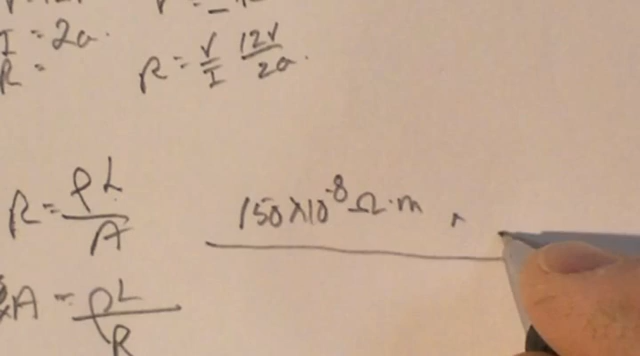 I = 2a.
R =
R = V/I 12V/2a.
R = ρL/A
150×10⁻⁸ Ω·m
A = ρL/R